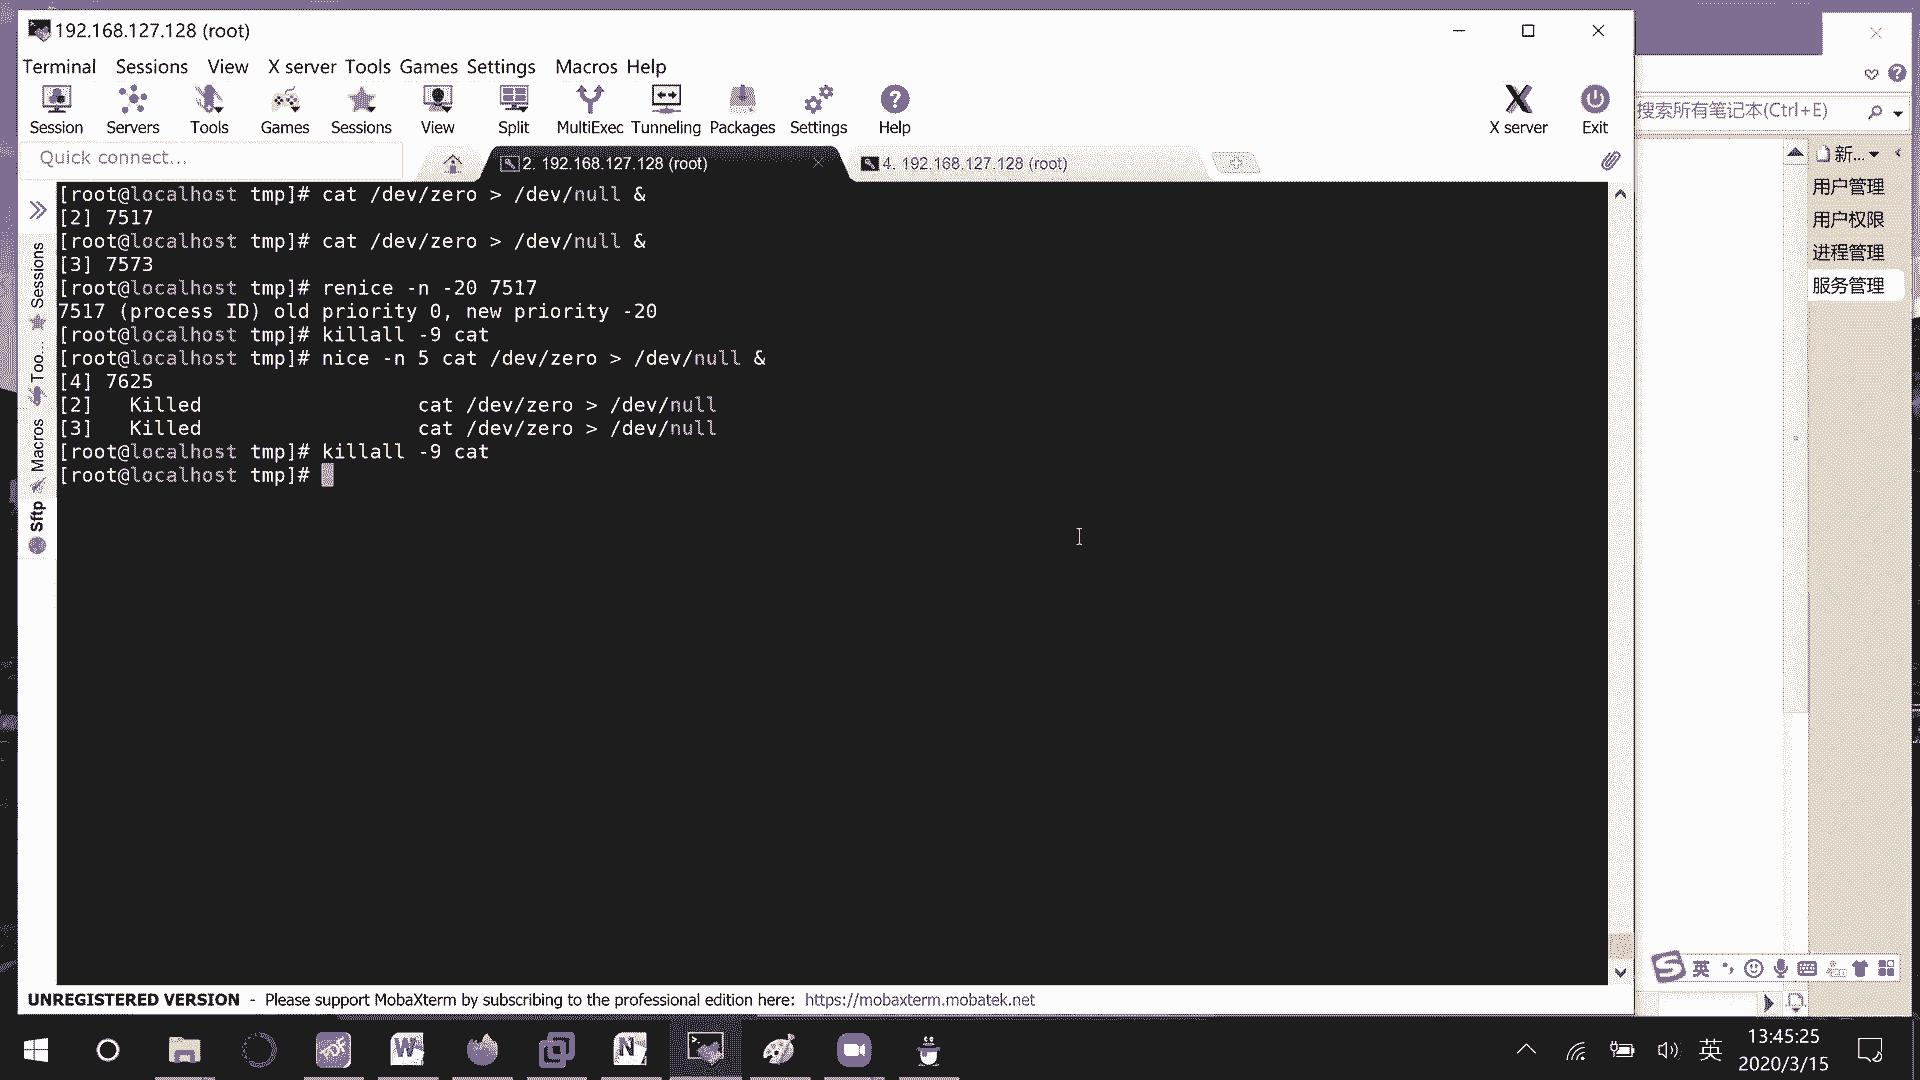 192.168.127.128 (root)
Terminal Sessions View X server Tools Games Settings Macros Help
Session Servers Tools Games Sessions View Split MultiExec Tunneling Packages Settings Help X server Exit
搜索所有笔记本(Ctrl+E)
Quick connect...
2. 192.168.127.128 (root)
4. 192.168.127.128 (root)
新...
用户管理
用户权限
进程管理
服务管理
Sessions
Too...
Macros
Sftp
[root@localhost tmp]# cat /dev/zero > /dev/null &
[2] 7517
[root@localhost tmp]# cat /dev/zero > /dev/null &
[3] 7573
[root@localhost tmp]# renice -n -20 7517
7517 (process ID) old priority 0, new priority -20
[root@localhost tmp]# killall -9 cat
[root@localhost tmp]# nice -n 5 cat /dev/zero > /dev/null &
[4] 7625
[2]   Killed                  cat /dev/zero > /dev/null
[3]   Killed                  cat /dev/zero > /dev/null
[root@localhost tmp]# killall -9 cat
[root@localhost tmp]#
英
UNREGISTERED VERSION - Please support MobaXterm by subscribing to the professional edition here: https://mobaxterm.mobatek.net
英
13:45:25
2020/3/15